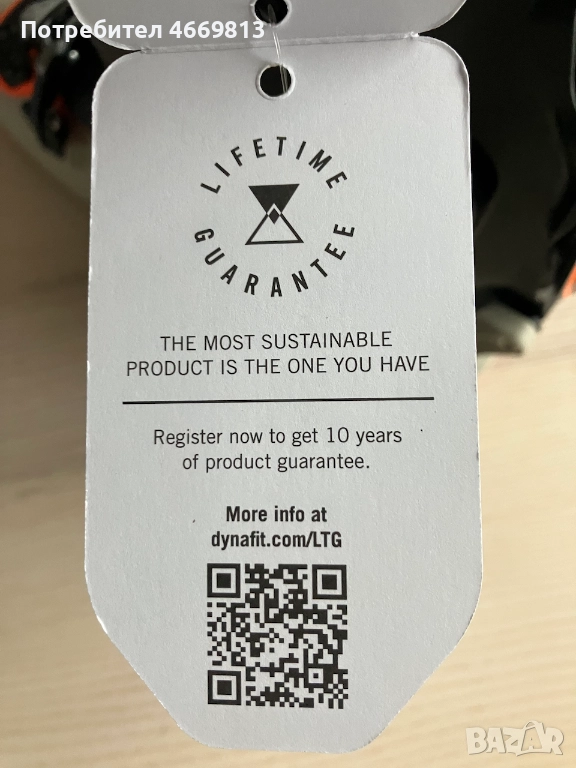 Потребител 4669813
LIFETIME
GUARANTEE
THE MOST SUSTAINABLE
PRODUCT IS THE ONE YOU HAVE
Register now to get 10 years
of product guarantee.
More info at
dynafit.com/LTG
BAZAR